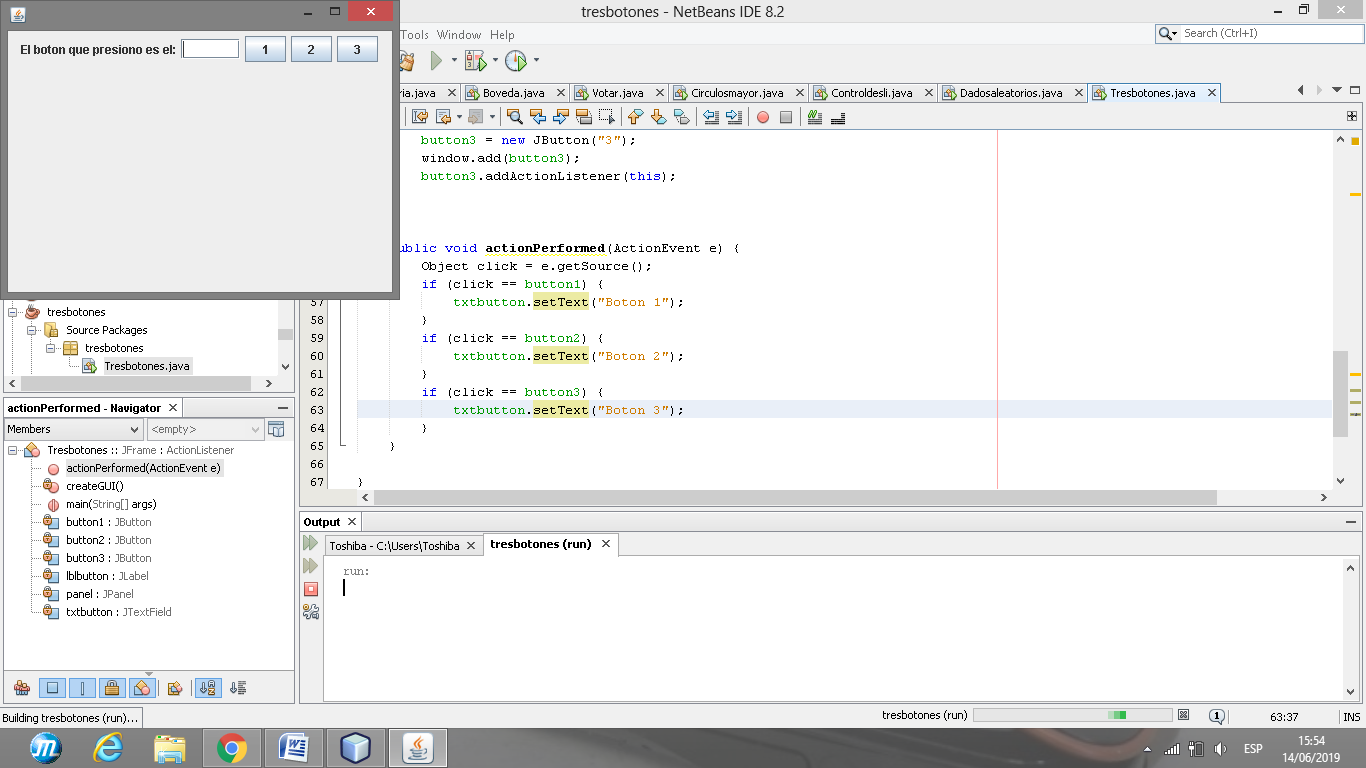 tresbotones - NetBeans IDE 8.2
El boton que presiono es el:
1
2
3
Tools Window Help
Search (Ctrl+I)
ria.java
Boveda.java
Votar.java
Circulosmayor.java
Controldesli.java
Dadosaleatorios.java
Tresbotones.java
button3 = new JButton("3");
window.add(button3);
button3.addActionListener(this);
ublic void actionPerformed(ActionEvent e) {
Object click = e.getSource();
if (click == button1) {
57 txtbutton.setText("Boton 1");
58 }
59 if (click == button2) {
60 txtbutton.setText("Boton 2");
61 }
62 if (click == button3) {
63 txtbutton.setText("Boton 3");
64 }
65 }
66
67 }
tresbotones
Source Packages
tresbotones
Tresbotones.java
actionPerformed - Navigator
Members
<empty>
Tresbotones :: JFrame : ActionListener
actionPerformed(ActionEvent e)
createGUI()
main(String[] args)
button1 : JButton
button2 : JButton
button3 : JButton
lblbutton : JLabel
panel : JPanel
txtbutton : JTextField
Output
Toshiba - C:\Users\Toshiba
tresbotones (run)
run:
Building tresbotones (run)...
tresbotones (run)
1
63:37
INS
ESP
15:54
14/06/2019